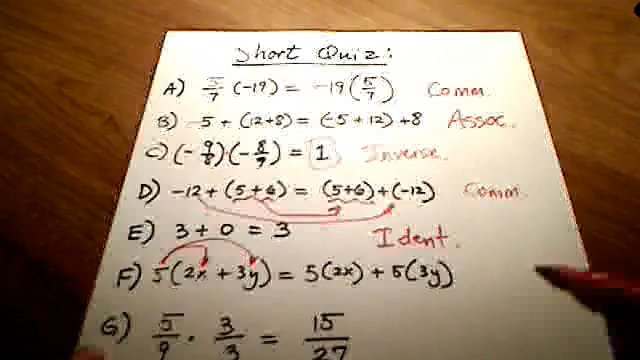 Short Quiz:
A) 5/7 (-19) = -19(5/7) Comm.
B) -5 + (12+8) = (-5+12) +8 Assoc.
C) (-9/8)(-8/9) = 1 Inverse.
D) -12 + (5+6) = (5+6) + (-12) Comm.
E) 3 + 0 = 3 Ident.
F) 5(2x + 3y) = 5(2x) + 5(3y)
G) 5/9 · 3/3 = 15/27